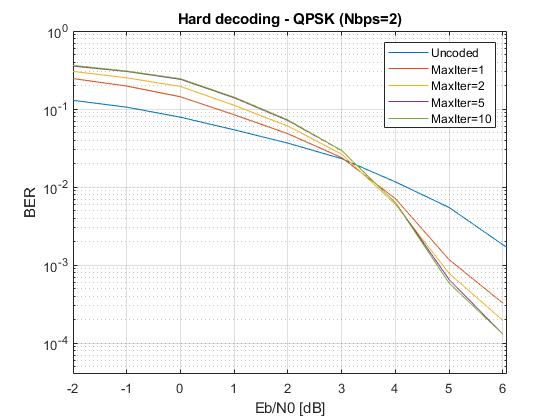 Hard decoding - QPSK (Nbps=2)
10^0
10^-1
10^-2
10^-3
10^-4
BER
Uncoded
MaxIter=1
MaxIter=2
MaxIter=5
MaxIter=10
-2 -1 0 1 2 3 4 5 6
Eb/N0 [dB]